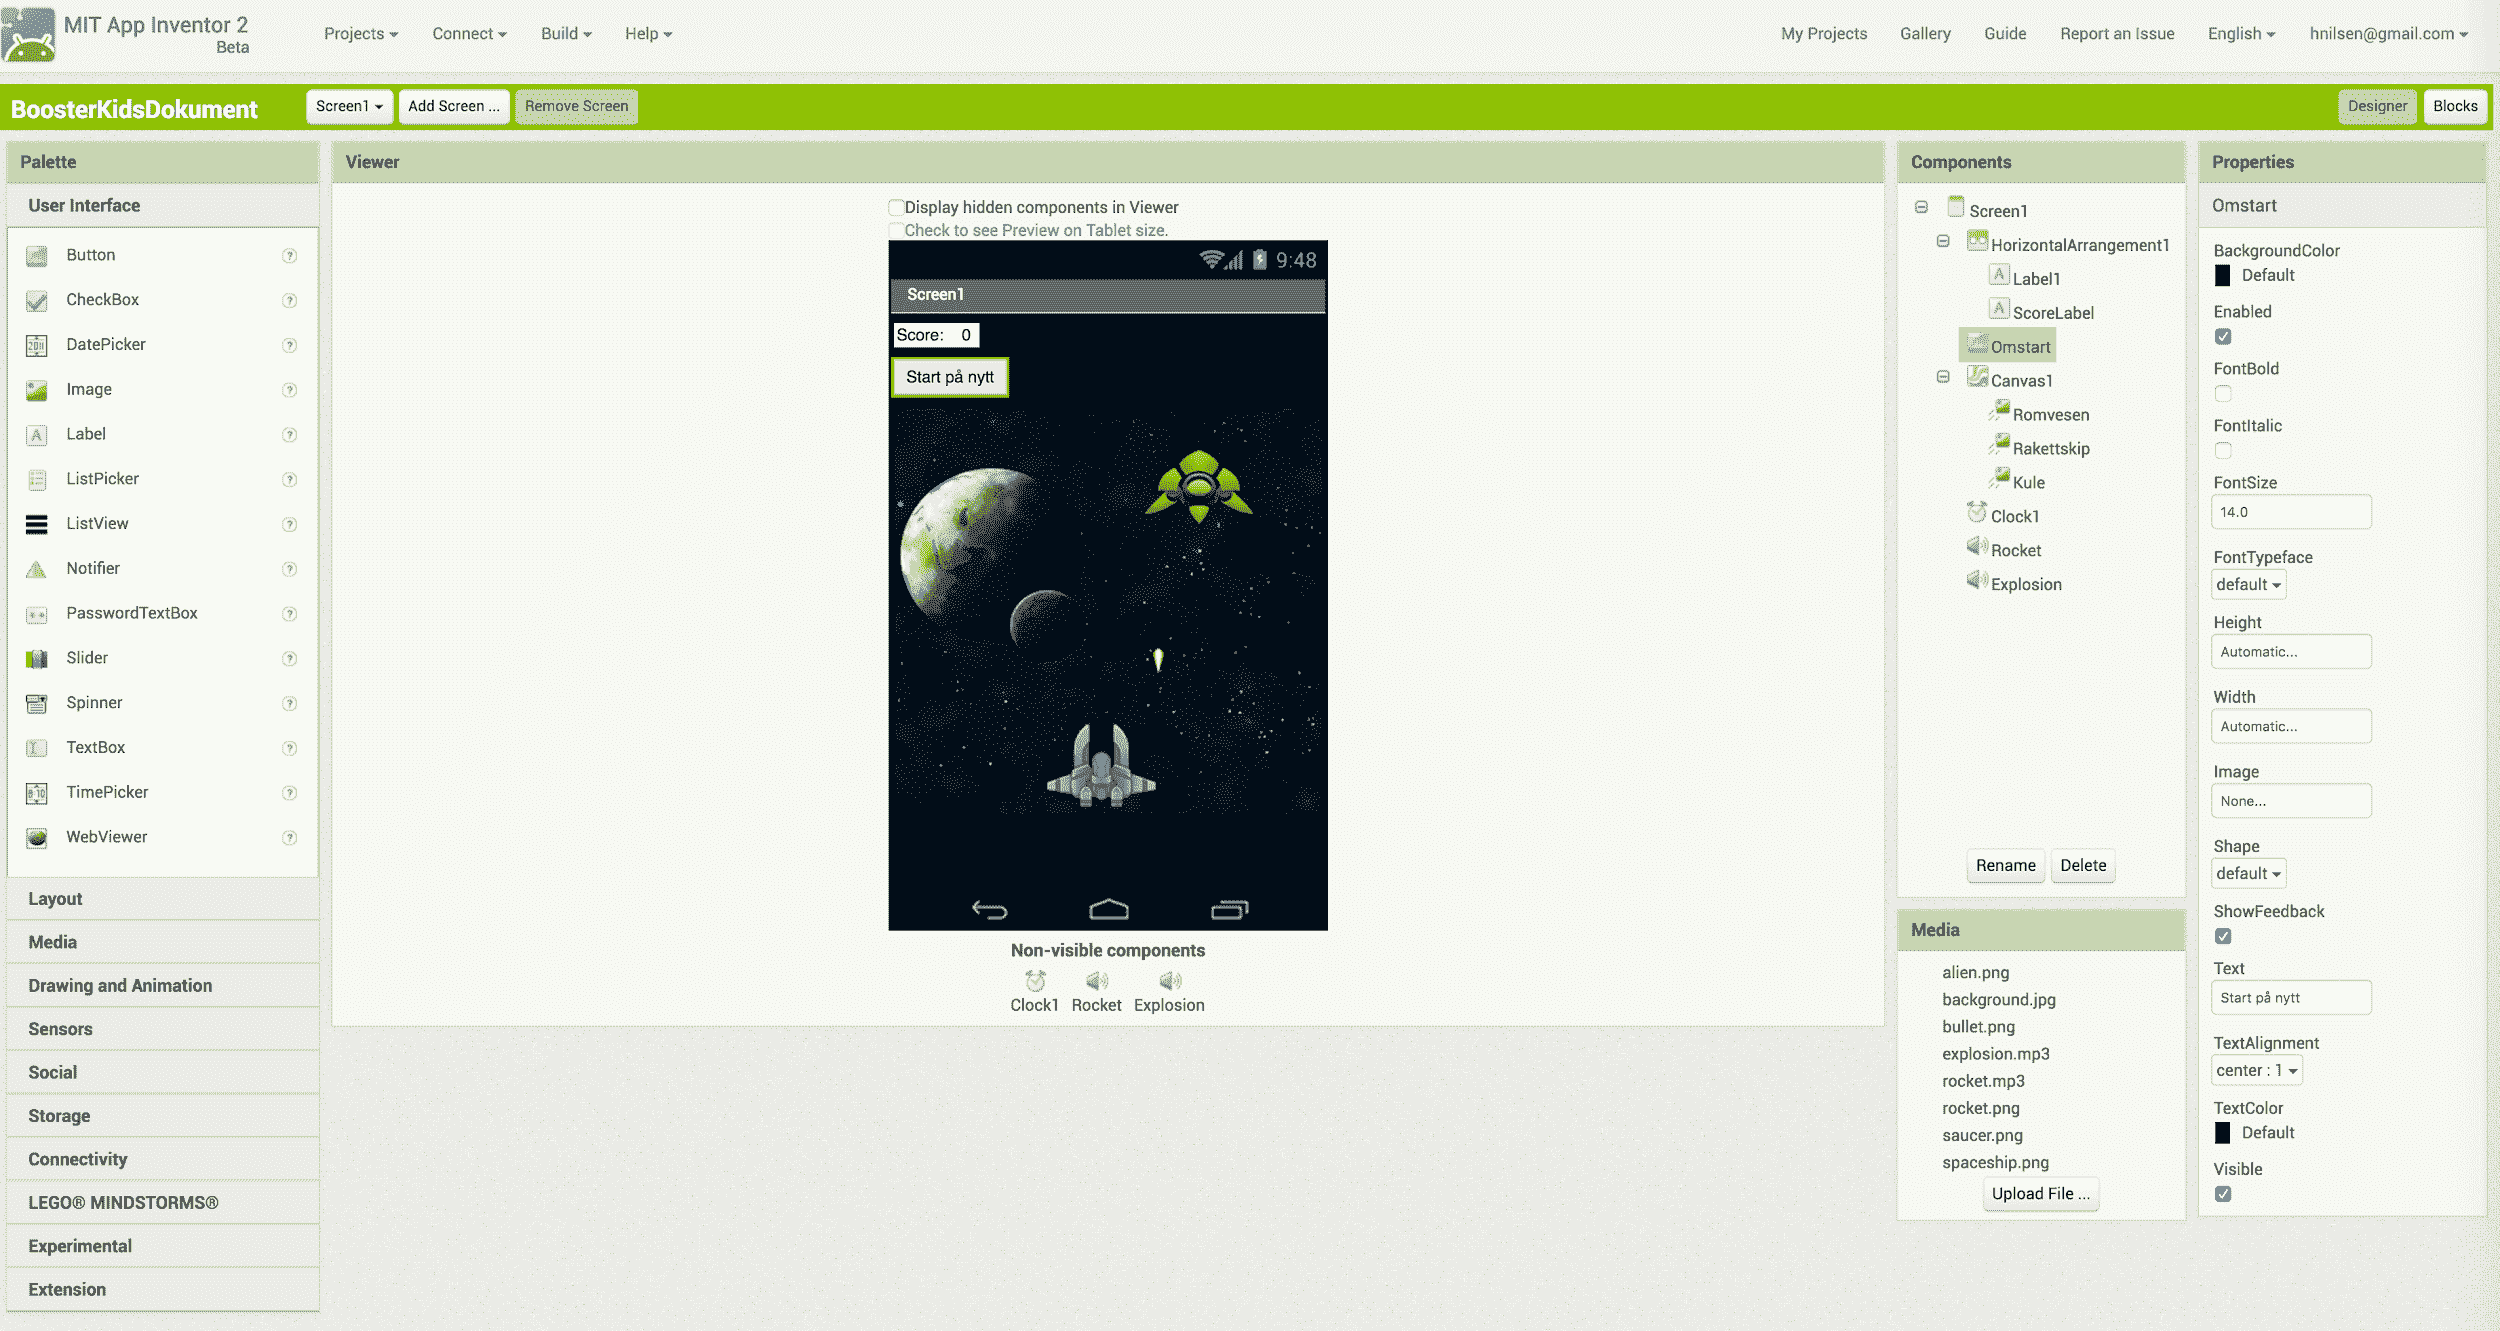 MIT App Inventor 2
Beta
Projects Connect Build Help
My Projects Gallery Guide Report an Issue English hnilsen@gmail.com
BoosterKidsDokument
Screen1 Add Screen ... Remove Screen
Designer Blocks
Palette
User Interface
Button
CheckBox
DatePicker
Image
Label
ListPicker
ListView
Notifier
PasswordTextBox
Slider
Spinner
TextBox
TimePicker
WebViewer
Layout
Media
Drawing and Animation
Sensors
Social
Storage
Connectivity
LEGO® MINDSTORMS®
Experimental
Extension
Viewer
Display hidden components in Viewer
Check to see Preview on Tablet size.
9:48
Screen1
Score: 0
Start på nytt
Non-visible components
Clock1 Rocket Explosion
Components
Screen1
HorizontalArrangement1
Label1
ScoreLabel
Omstart
Canvas1
Romvesen
Rakettskip
Kule
Clock1
Rocket
Explosion
Rename Delete
Media
alien.png
background.jpg
bullet.png
explosion.mp3
rocket.mp3
rocket.png
saucer.png
spaceship.png
Upload File ...
Properties
Omstart
BackgroundColor
Default
Enabled
FontBold
FontItalic
FontSize
14.0
FontTypeface
default
Height
Automatic...
Width
Automatic...
Image
None...
Shape
default
ShowFeedback
Text
Start på nytt
TextAlignment
center : 1
TextColor
Default
Visible